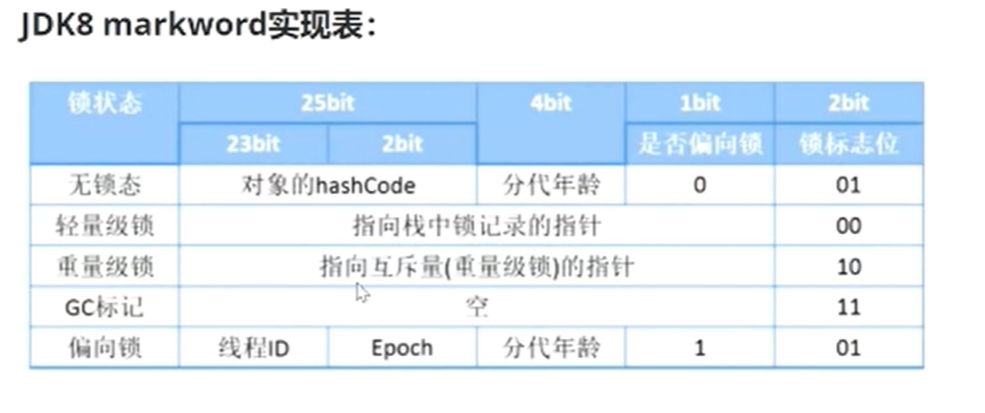 JDK8 markword实现表：
锁状态 25bit 4bit 1bit 2bit
23bit 2bit 是否偏向锁 锁标志位
无锁态 对象的hashCode 分代年龄 0 01
轻量级锁 指向栈中锁记录的指针 00
重量级锁 指向互斥量(重量级锁)的指针 10
GC标记 空 11
偏向锁 线程ID Epoch 分代年龄 1 01